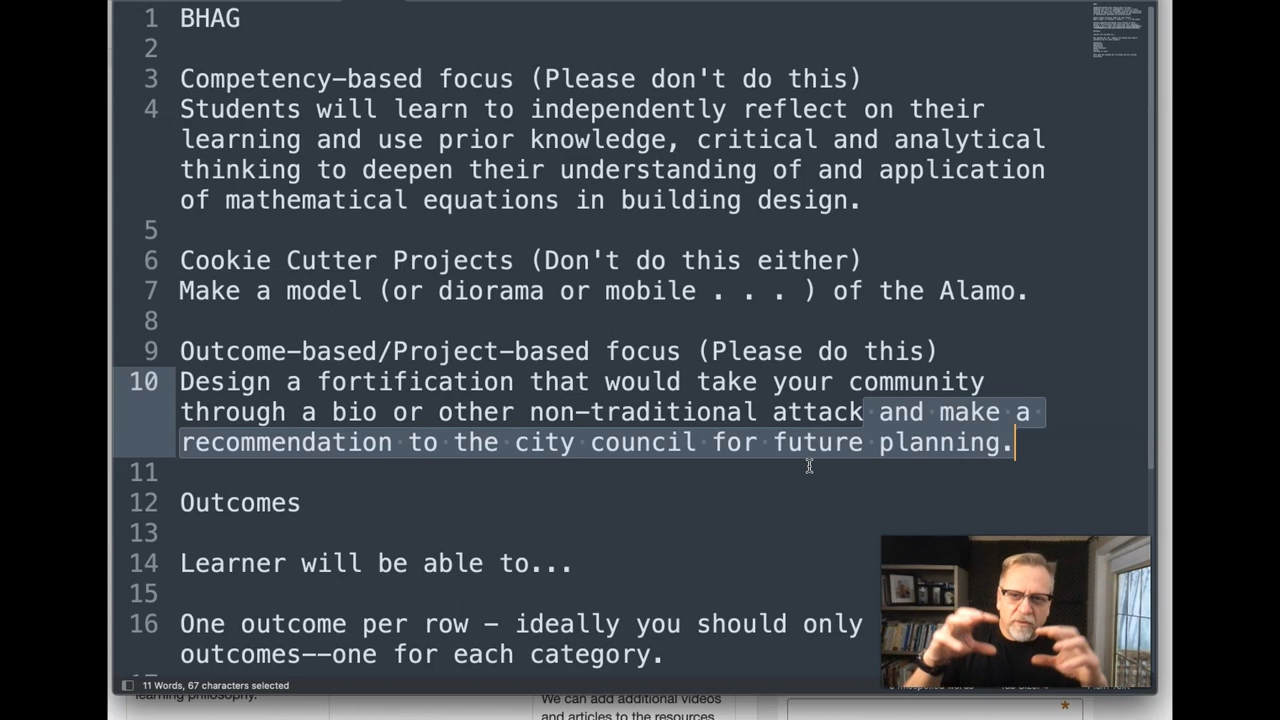 1 BHAG
2
3 Competency-based focus (Please don't do this)
4 Students will learn to independently reflect on their
learning and use prior knowledge, critical and analytical
thinking to deepen their understanding of and application
of mathematical equations in building design.
5
6 Cookie Cutter Projects (Don't do this either)
7 Make a model (or diorama or mobile . . . ) of the Alamo.
8
9 Outcome-based/Project-based focus (Please do this)
10 Design a fortification that would take your community
through a bio or other non-traditional attack and make a
recommendation to the city council for future planning.
11
12 Outcomes
13
14 Learner will be able to...
15
16 One outcome per row - ideally you should only
outcomes--one for each category.
11 Words, 67 characters selected
learning philosophy.
We can add additional videos
and articles to the resources